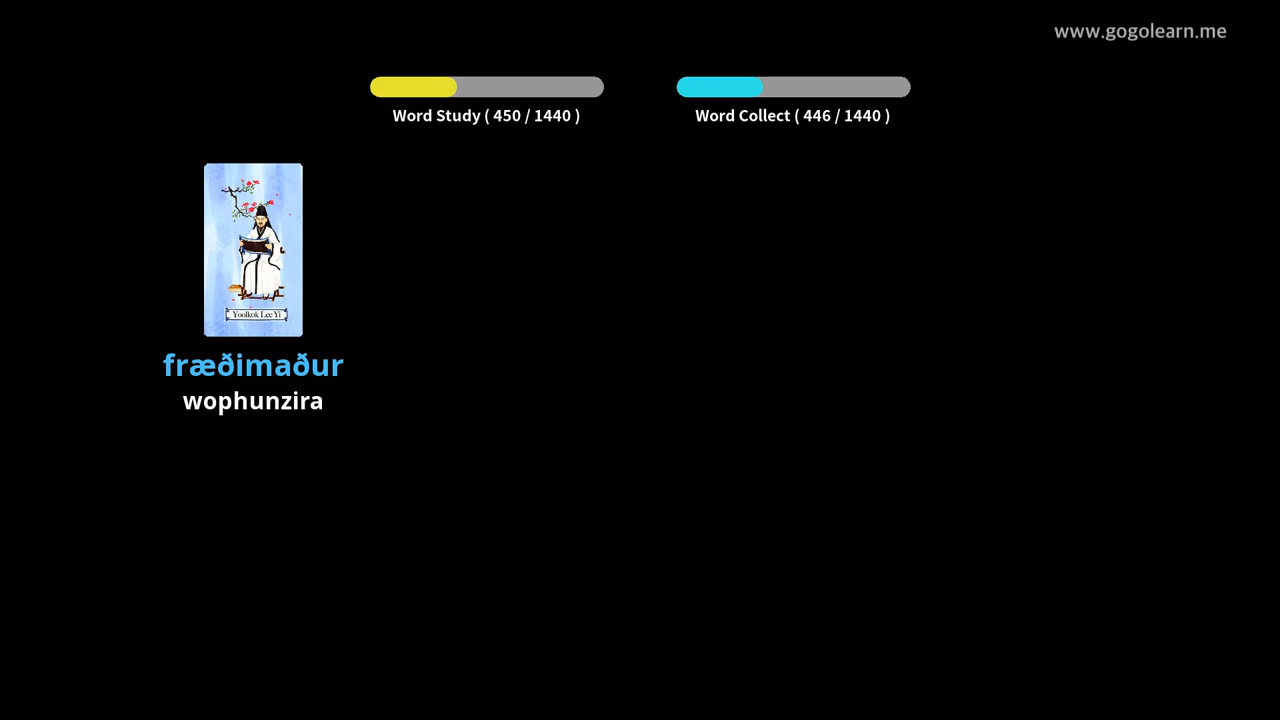 www.gogolearn.me
Word Study ( 450 / 1440 )
Word Collect ( 446 / 1440 )
Yoolkok Lee Yi
fræðimaður
wophunzira